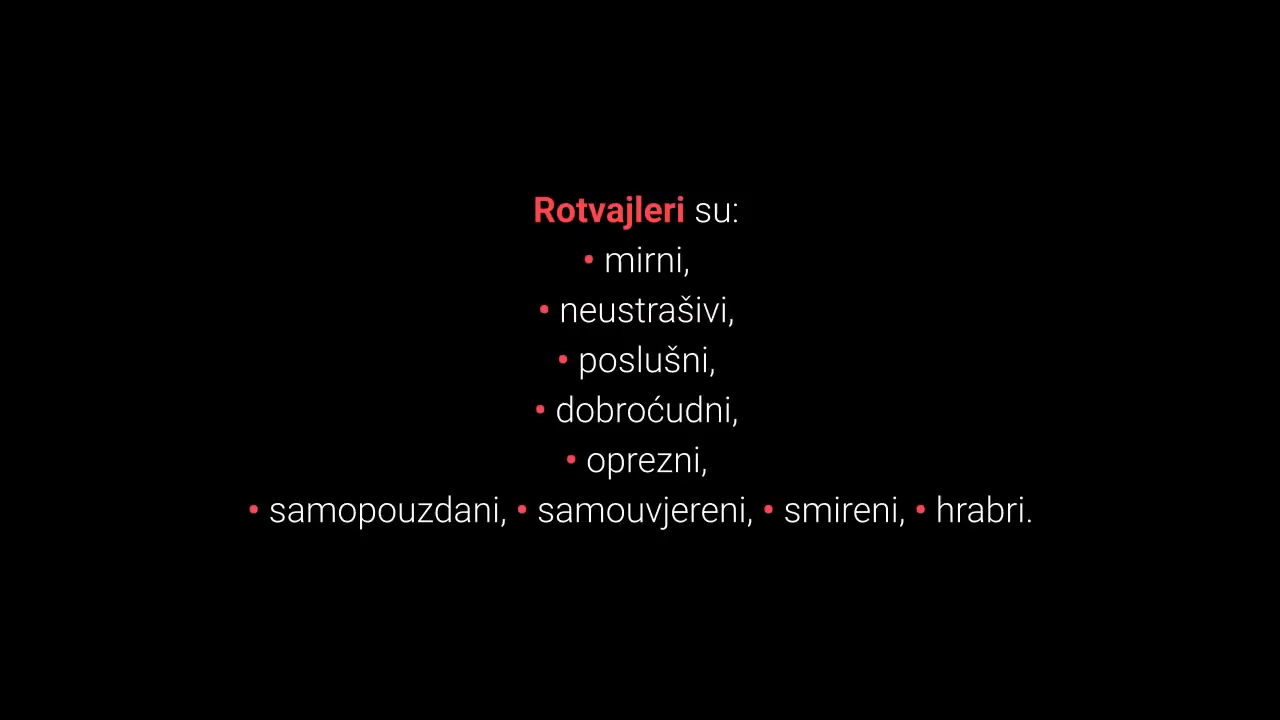 Rotvajleri su:
• mirni,
• neustrašivi,
• poslušni,
• dobroćudni,
• oprezni,
• samopouzdani, • samouvjereni, • smireni, • hrabri.